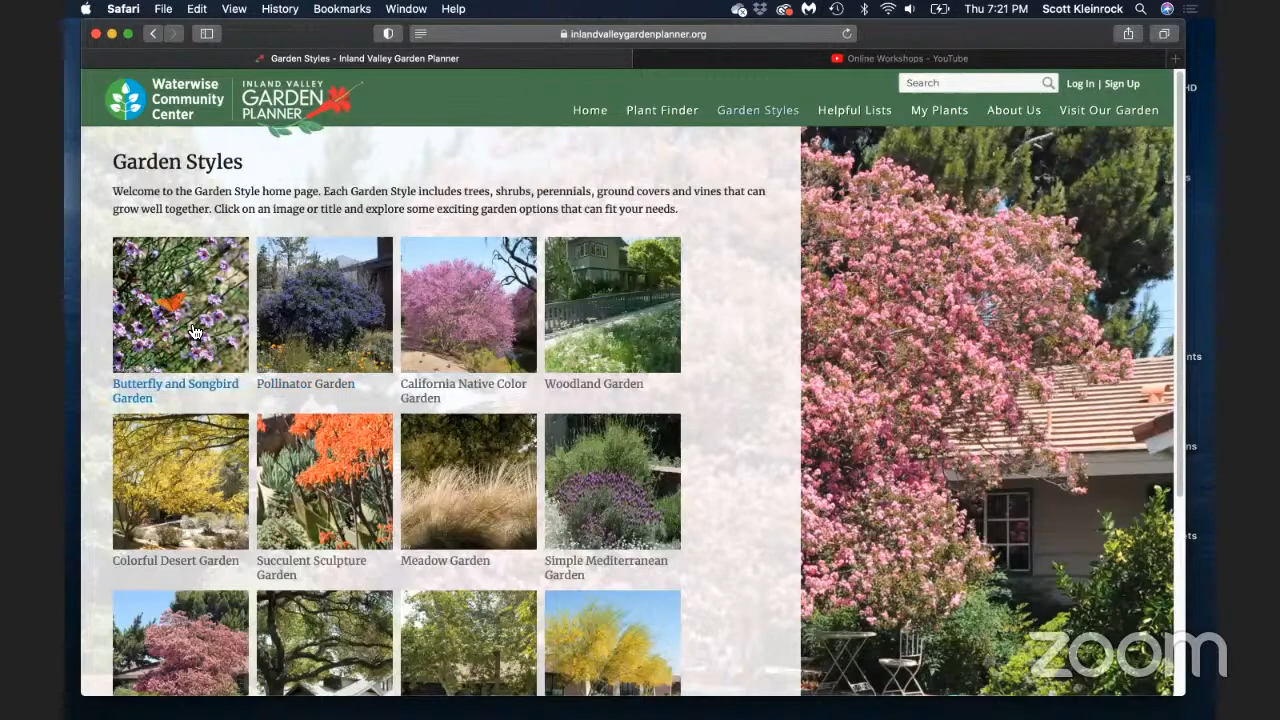 Safari File Edit View History Bookmarks Window Help Thu 7:21 PM Scott Kleinrock
inlandvalleygardenplanner.org
Garden Styles - Inland Valley Garden Planner
Online Workshops - YouTube
Waterwise
Community
Center
INLAND VALLEY
GARDEN
PLANNER
Search
Log In | Sign Up
Home Plant Finder Garden Styles Helpful Lists My Plants About Us Visit Our Garden
Garden Styles
Welcome to the Garden Style home page. Each Garden Style includes trees, shrubs, perennials, ground covers and vines that can
grow well together. Click on an image or title and explore some exciting garden options that can fit your needs.
Butterfly and Songbird
Garden
Pollinator Garden
California Native Color
Garden
Woodland Garden
Colorful Desert Garden
Succulent Sculpture
Garden
Meadow Garden
Simple Mediterranean
Garden
HD
nts
ns
ets
zoom